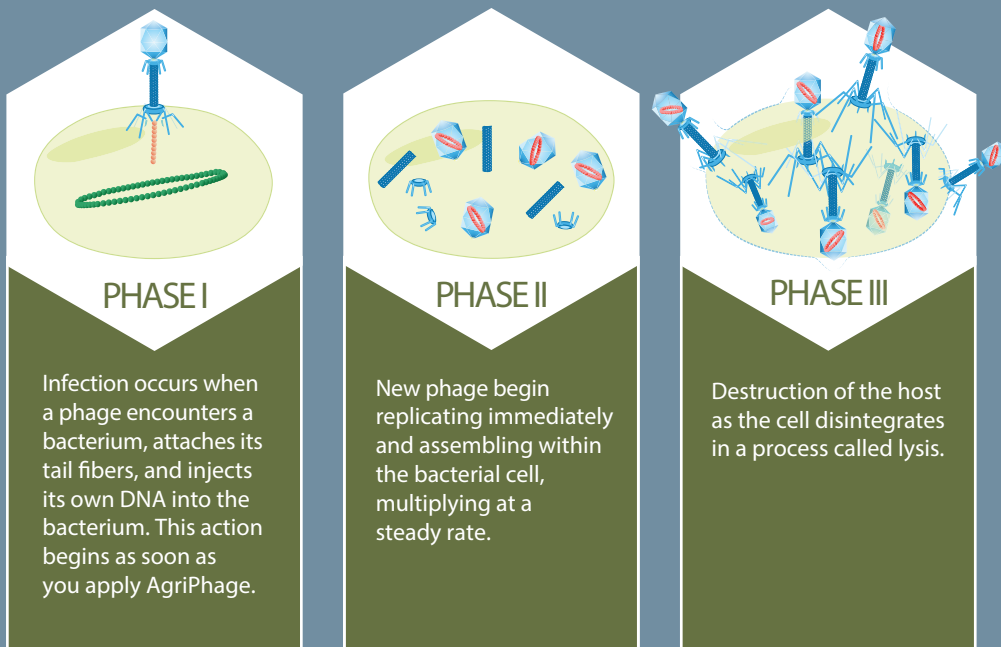 PHASE I
Infection occurs when
a phage encounters a
bacterium, attaches its
tail fibers, and injects
its own DNA into the
bacterium. This action
begins as soon as
you apply AgriPhage.
PHASE II
New phage begin
replicating immediately
and assembling within
the bacterial cell,
multiplying at a
steady rate.
PHASE III
Destruction of the host
as the cell disintegrates
in a process called lysis.